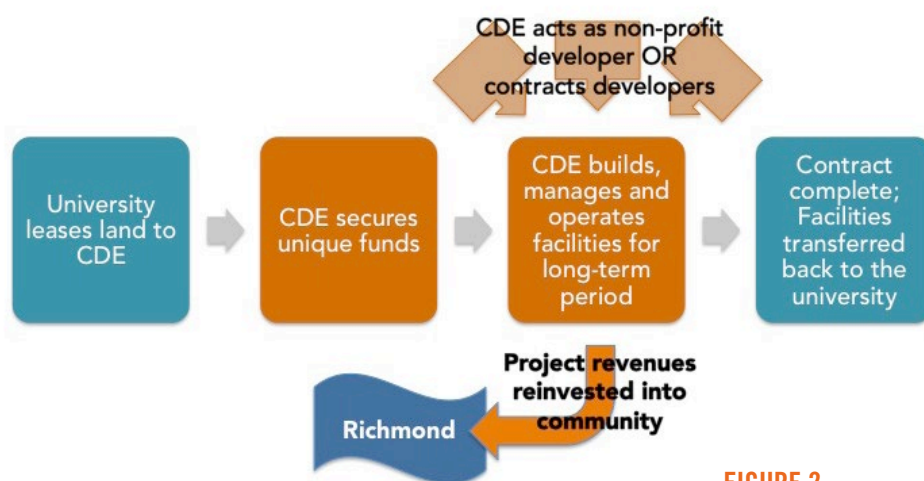 CDE acts as non-profit
developer OR
contracts developers
University
leases land to
CDE
CDE secures
unique funds
CDE builds,
manages and
operates
facilities for
long-term
period
Contract
complete;
Facilities
transferred
back to the
university
Project revenues
reinvested into
community
Richmond